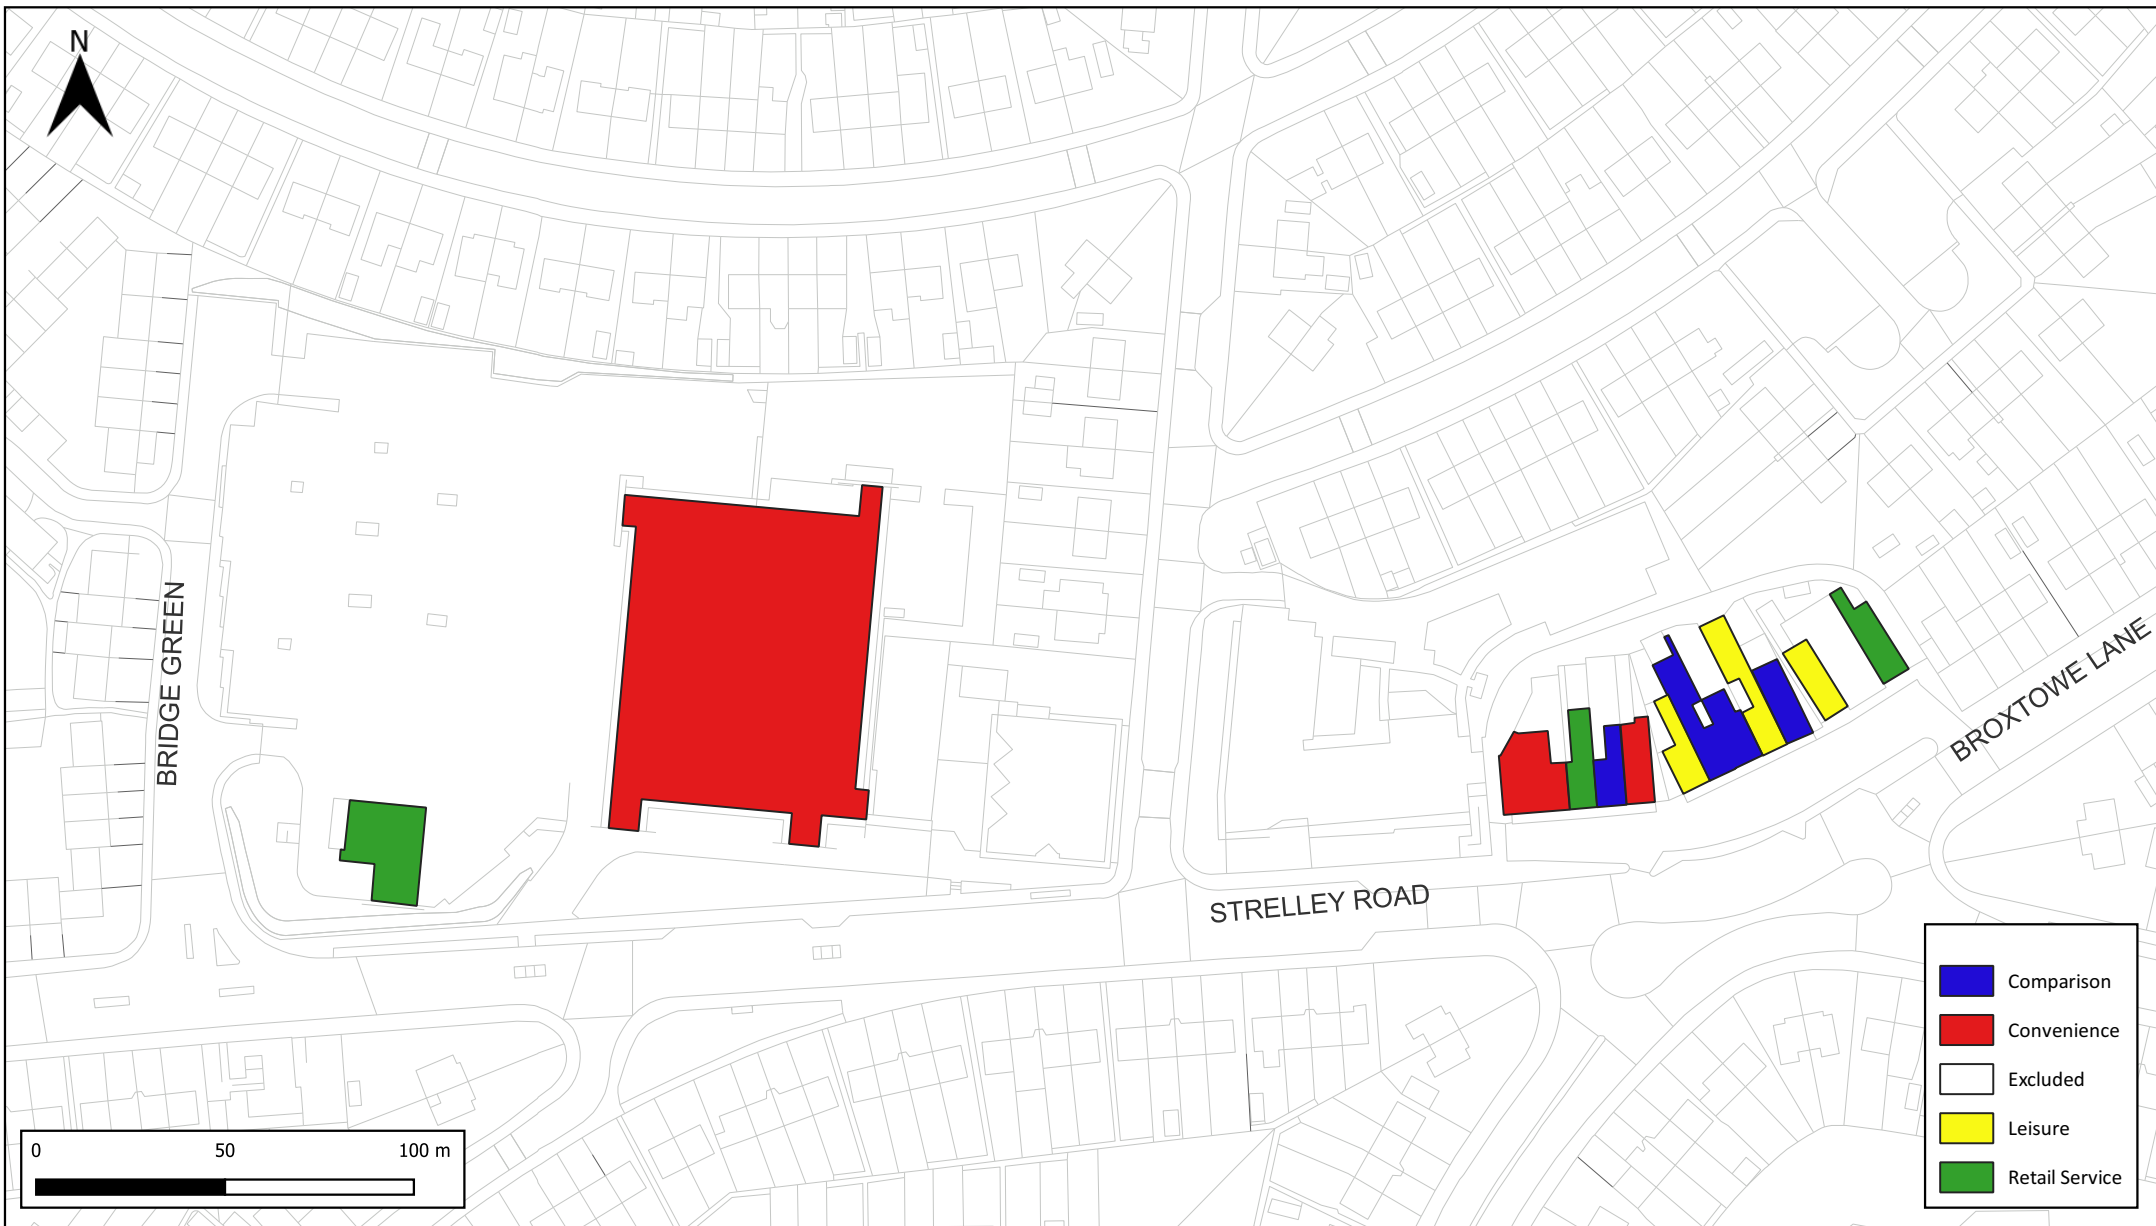 N
BRIDGE GREEN
STRELLEY ROAD
BROXTOWE LANE
0 50 100 m
Comparison
Convenience
Excluded
Leisure
Retail Service